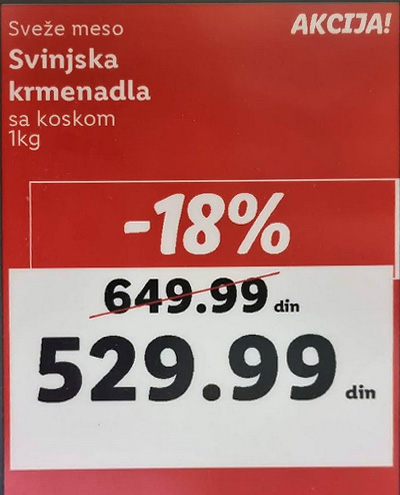 Sveže meso
AKCIJA!
Svinjska
krmenadla
sa koskom
1kg
-18%
649.99 din
529.99 din